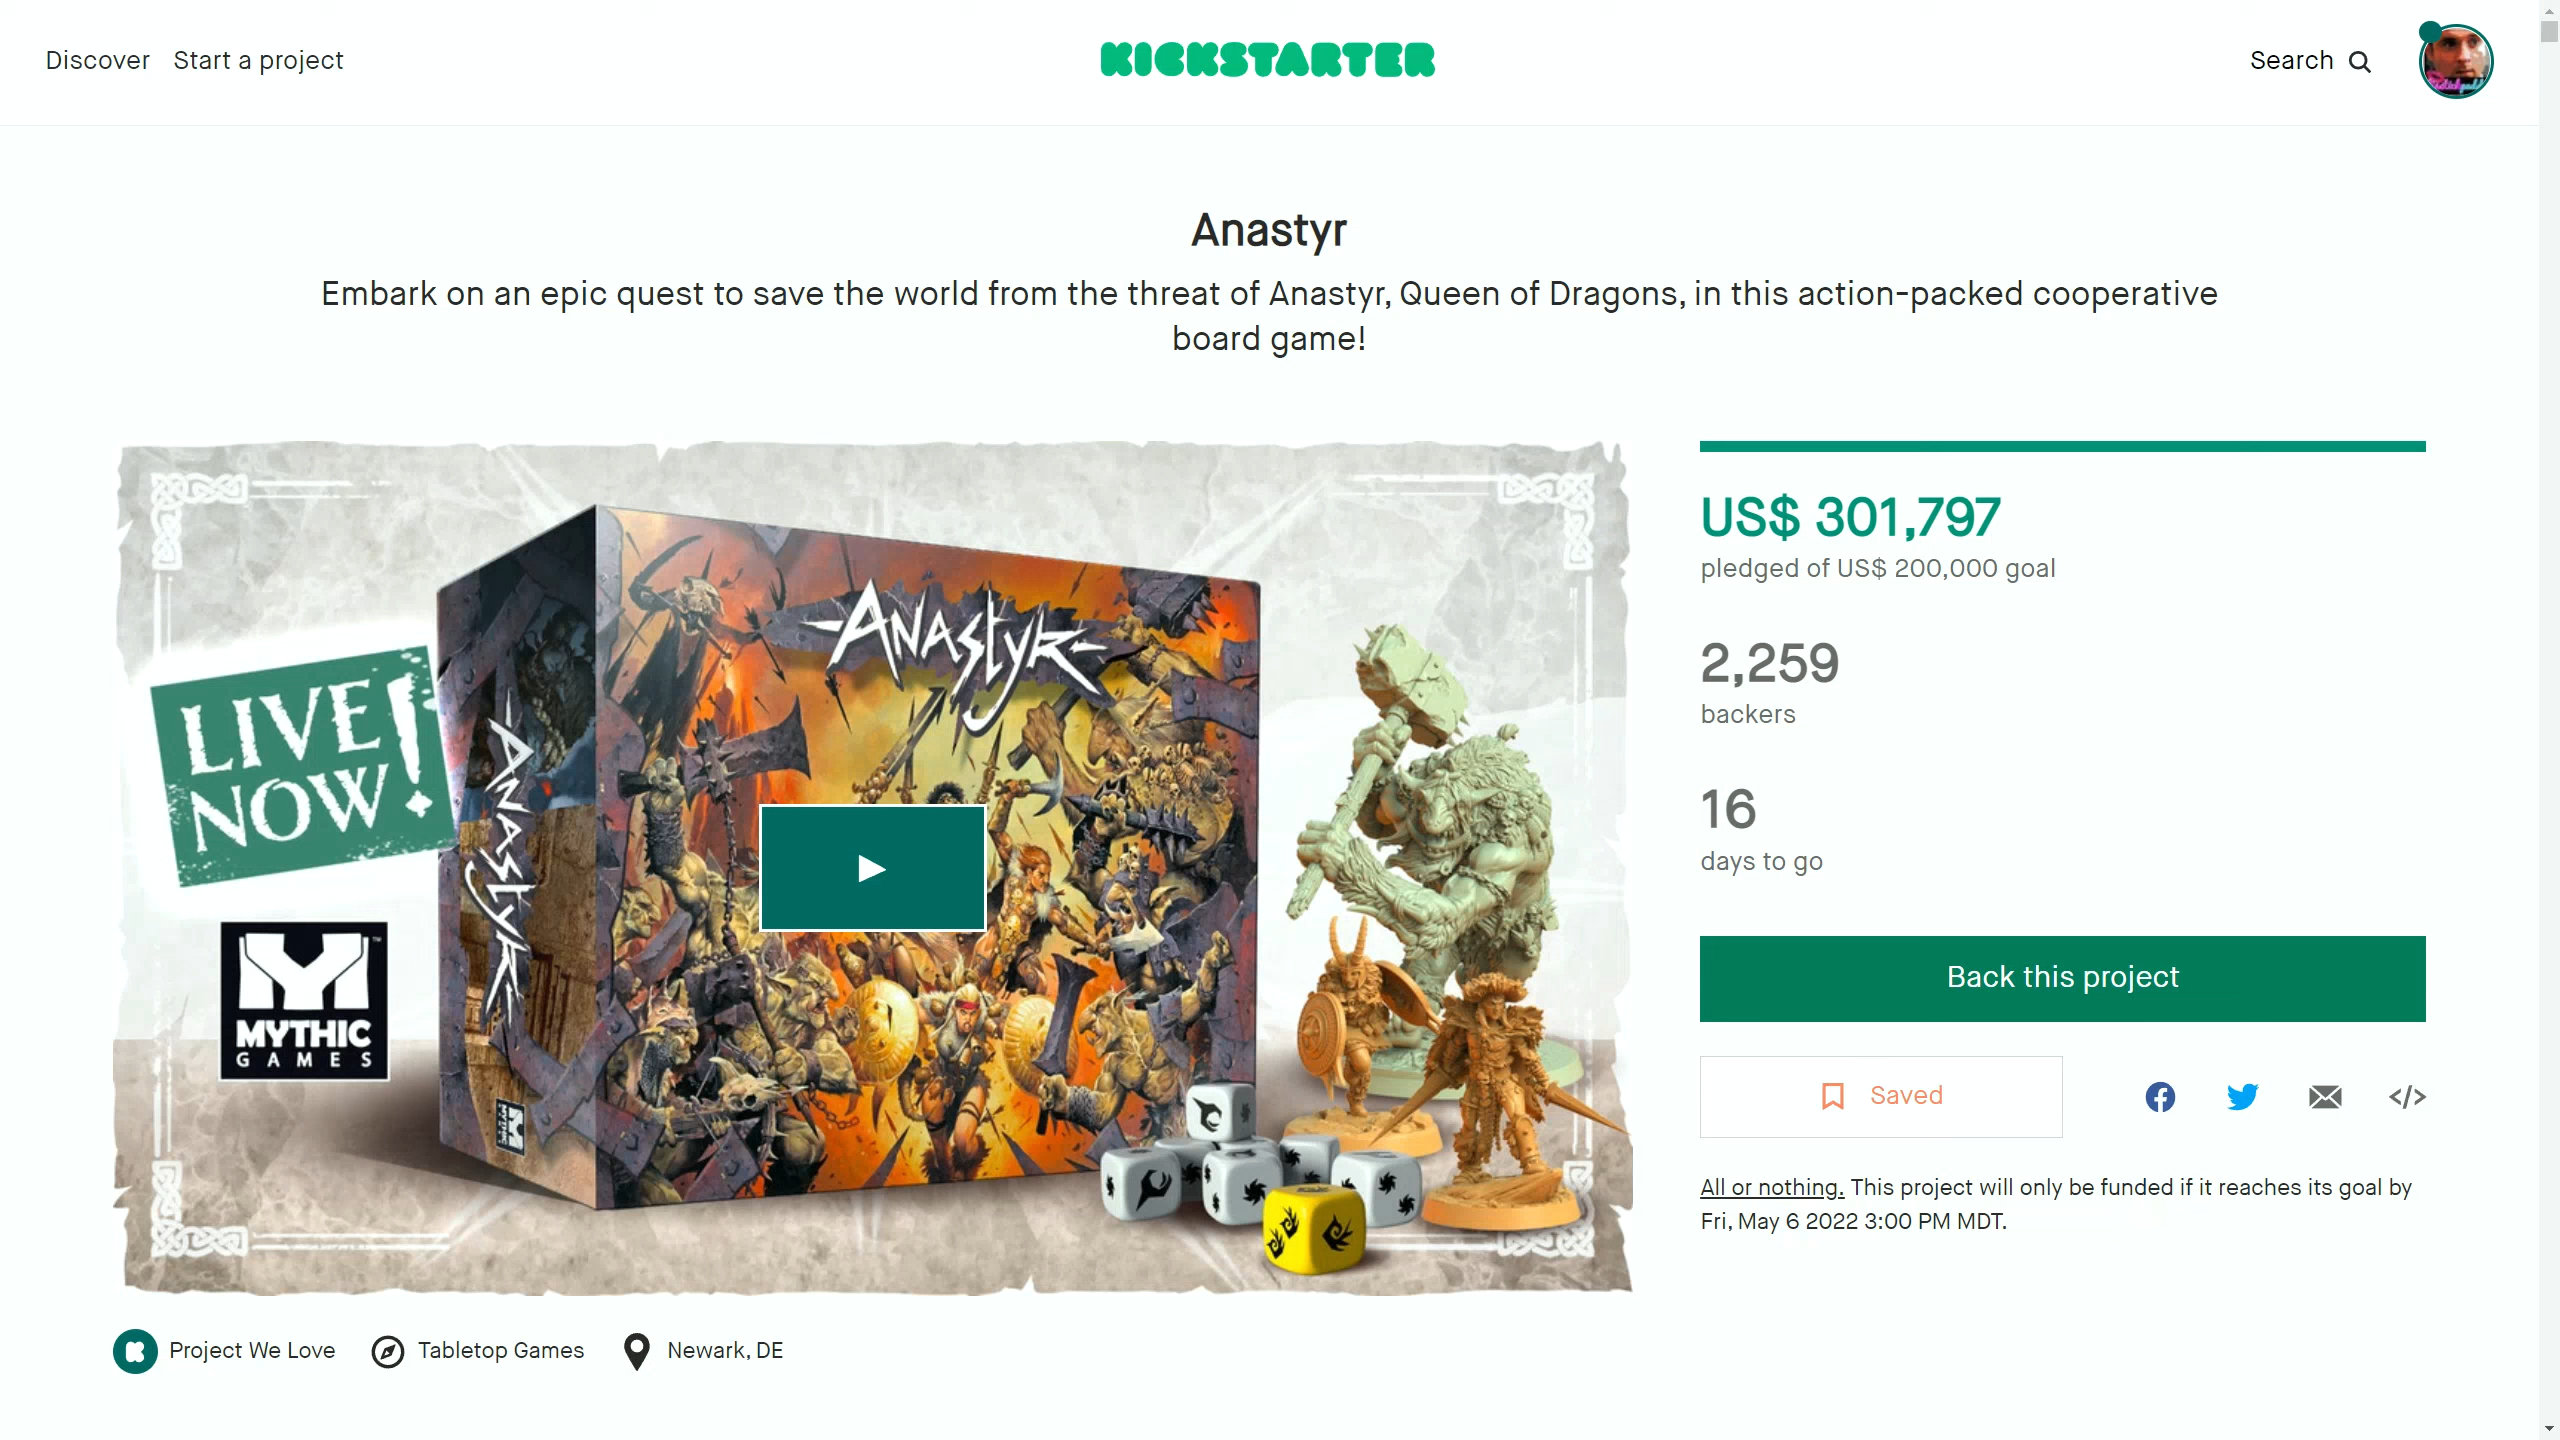 Discover
Start a project
KICKSTARTER
Search
Anastyr
Embark on an epic quest to save the world from the threat of Anastyr, Queen of Dragons, in this action-packed cooperative
board game!
LIVE
NOW!
MYTHIC
GAMES
ANASTYR
ANASTYR
US$ 301,797
pledged of US$ 200,000 goal
2,259
backers
16
days to go
Back this project
Saved
All or nothing. This project will only be funded if it reaches its goal by
Fri, May 6 2022 3:00 PM MDT.
Project We Love
Tabletop Games
Newark, DE